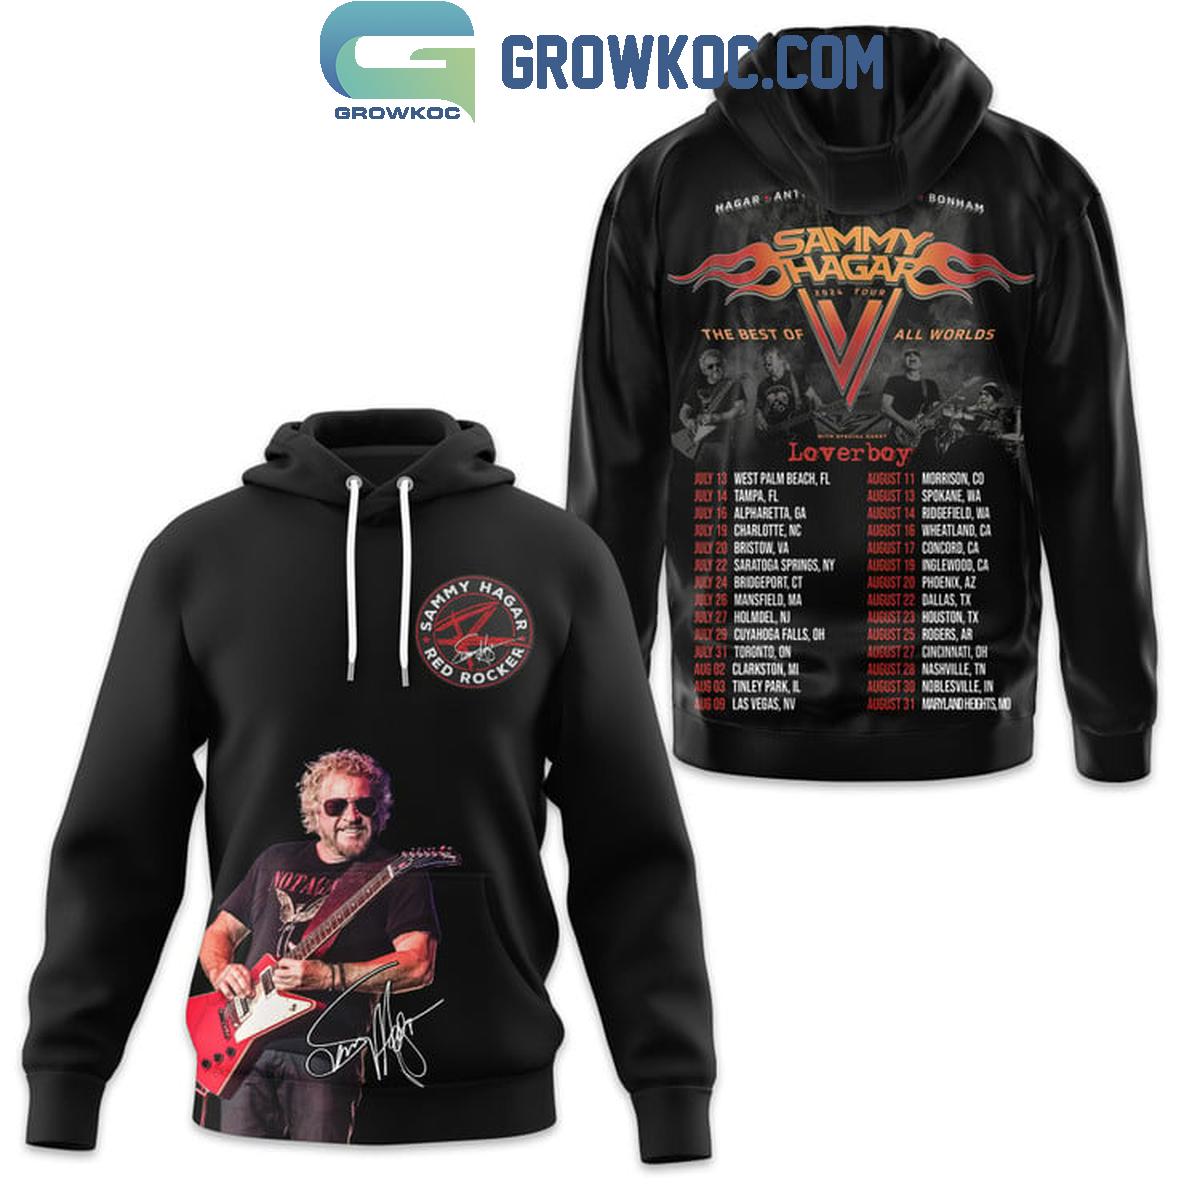 GROWKOC
GROWKOC.COM
HAGAR
BONHAM
SAMMY
HAGAR
2024 TOUR
THE BEST OF ALL WORLDS
WITH SPECIAL GUEST
Loverboy
JULY 13 WEST PALM BEACH, FL
JULY 14 TAMPA, FL
JULY 16 ALPHARETTA, GA
JULY 19 CHARLOTTE, NC
JULY 20 BRISTOW, VA
JULY 22 SARATOGA SPRINGS, NY
JULY 24 BRIDGEPORT, CT
JULY 26 MANSFIELD, MA
JULY 27 HOLMDEL, NJ
JULY 29 CUYAHOGA FALLS, OH
JULY 31 TORONTO, ON
AUG 02 CLARKSTON, MI
AUG 03 TINLEY PARK, IL
AUG 09 LAS VEGAS, NV
AUGUST 11 MORRISON, CO
AUGUST 13 SPOKANE, WA
AUGUST 14 RIDGEFIELD, WA
AUGUST 16 WHEATLAND, CA
AUGUST 17 CONCORD, CA
AUGUST 19 INGLEWOOD, CA
AUGUST 20 PHOENIX, AZ
AUGUST 22 DALLAS, TX
AUGUST 23 HOUSTON, TX
AUGUST 25 ROGERS, AR
AUGUST 27 CINCINNATI, OH
AUGUST 28 NASHVILLE, TN
AUGUST 30 NOBLESVILLE, IN
AUGUST 31 MARYLAND HEIGHTS, MO
SAMMY HAGAR
RED ROCKER